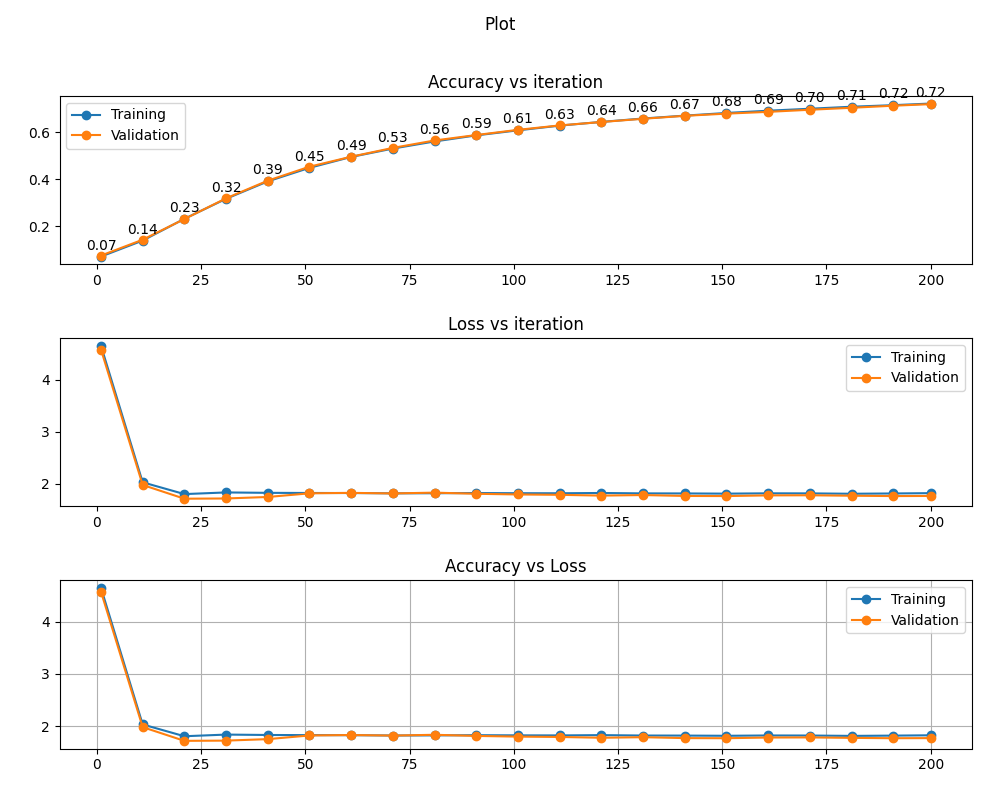 Plot
Accuracy vs iteration
Training
Validation
0.07 0.14 0.23 0.32 0.39 0.45 0.49 0.53 0.56 0.59 0.61 0.63 0.64 0.66 0.67 0.68 0.69 0.70 0.71 0.72 0.72
0.6
0.4
0.2
0 25 50 75 100 125 150 175 200
Loss vs iteration
Training
Validation
4
3
2
0 25 50 75 100 125 150 175 200
Accuracy vs Loss
Training
Validation
4
3
2
0 25 50 75 100 125 150 175 200